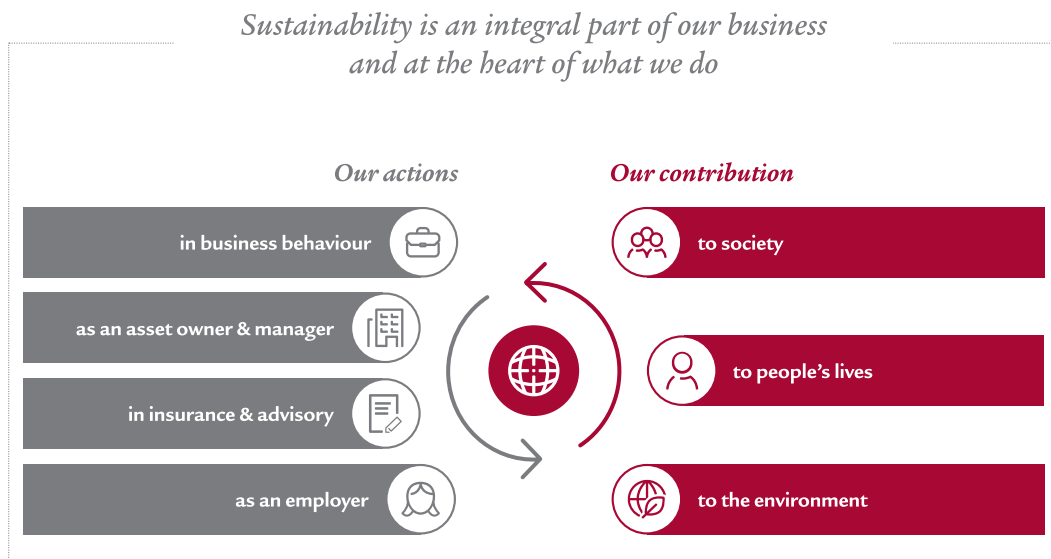 Sustainability is an integral part of our business
and at the heart of what we do
Our actions
in business behaviour
as an asset owner & manager
in insurance & advisory
as an employer
Our contribution
to society
to people's lives
to the environment